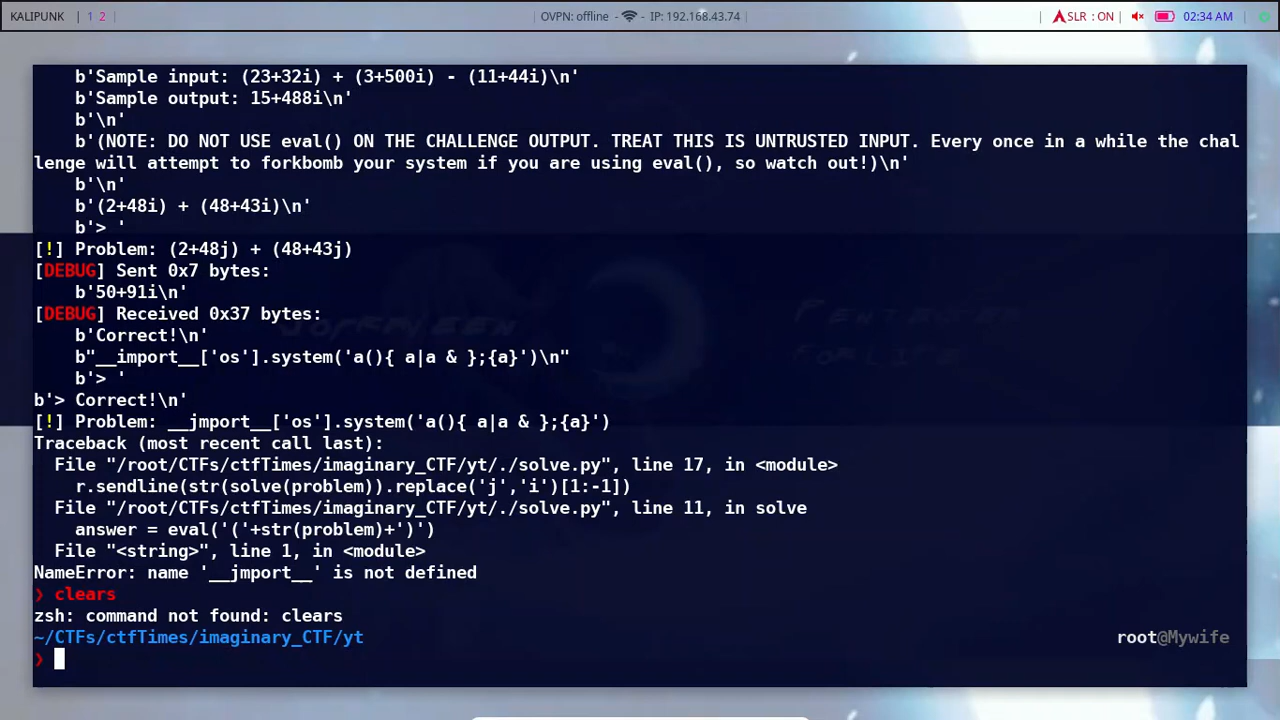 KALIPUNK | 1 2 | OVPN: offline - - IP: 192.168.43.74 | | SLR : ON | 02:34 AM |
b'Sample input: (23+32i) + (3+500i) - (11+44i)\n'
b'Sample output: 15+488i\n'
b'\n'
b'(NOTE: DO NOT USE eval() ON THE CHALLENGE OUTPUT. TREAT THIS IS UNTRUSTED INPUT. Every once in a while the chal
lenge will attempt to forkbomb your system if you are using eval(), so watch out!)\n'
b'\n'
b'(2+48i) + (48+43i)\n'
b'> '
[!] Problem: (2+48j) + (48+43j)
[DEBUG] Sent 0x7 bytes:
b'50+91i\n'
[DEBUG] Received 0x37 bytes:
b'Correct!\n'
b"__import__['os'].system('a(){ a|a & };{a}')\n"
b'> '
b'> Correct!\n'
[!] Problem: __jmport__['os'].system('a(){ a|a & };{a}')
Traceback (most recent call last):
File "/root/CTFs/ctfTimes/imaginary_CTF/yt/./solve.py", line 17, in <module>
r.sendline(str(solve(problem)).replace('j','i')[1:-1])
File "/root/CTFs/ctfTimes/imaginary_CTF/yt/./solve.py", line 11, in solve
answer = eval('('+str(problem)+')')
File "<string>", line 1, in <module>
NameError: name '__jmport__' is not defined
❯ clears
zsh: command not found: clears
~/CTFs/ctfTimes/imaginary_CTF/yt root@Mywife
❯